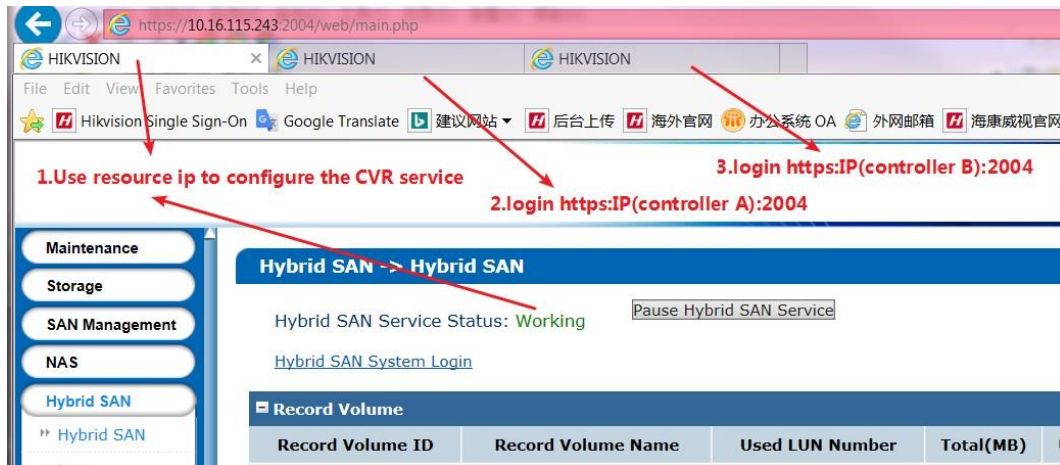 https://10.16.115.243:2004/web/main.php
HIKVISION HIKVISION HIKVISION
File Edit View Favorites Tools Help
Hikvision Single Sign-On Google Translate 建议网站 后台上传 海外官网 办公系统 OA 外网邮箱 海康威视官网
1.Use resource ip to configure the CVR service
3.login https:IP(controller B):2004
2.login https:IP(controller A):2004
Maintenance
Storage
SAN Management
NAS
Hybrid SAN
Hybrid SAN
Hybrid SAN -> Hybrid SAN
Hybrid SAN Service Status: Working
Pause Hybrid SAN Service
Hybrid SAN System Login
Record Volume
Record Volume ID Record Volume Name Used LUN Number Total(MB)